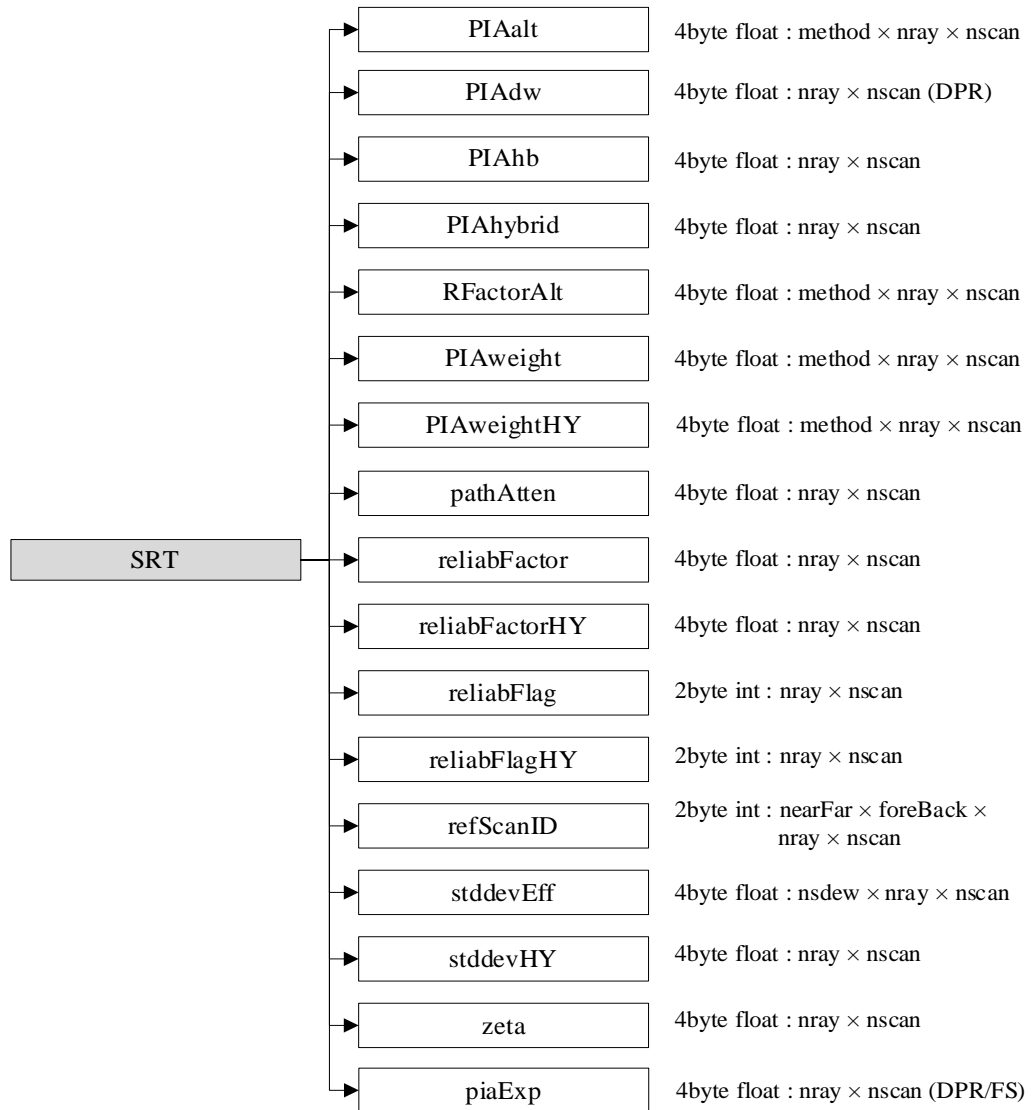 PIAalt 4byte float : method × nray × nscan
PIAdw 4byte float : nray × nscan (DPR)
PIAhb 4byte float : nray × nscan
PIAhybrid 4byte float : nray × nscan
RFactorAlt 4byte float : method × nray × nscan
PIAweight 4byte float : method × nray × nscan
PIAweightHY 4byte float : method × nray × nscan
pathAtten 4byte float : nray × nscan
SRT
reliabFactor 4byte float : nray × nscan
reliabFactorHY 4byte float : nray × nscan
reliabFlag 2byte int : nray × nscan
reliabFlagHY 2byte int : nray × nscan
refScanID 2byte int : nearFar × foreBack ×
nray × nscan
stddevEff 4byte float : nsdew × nray × nscan
stddevHY 4byte float : nray × nscan
zeta 4byte float : nray × nscan
piaExp 4byte float : nray × nscan (DPR/FS)